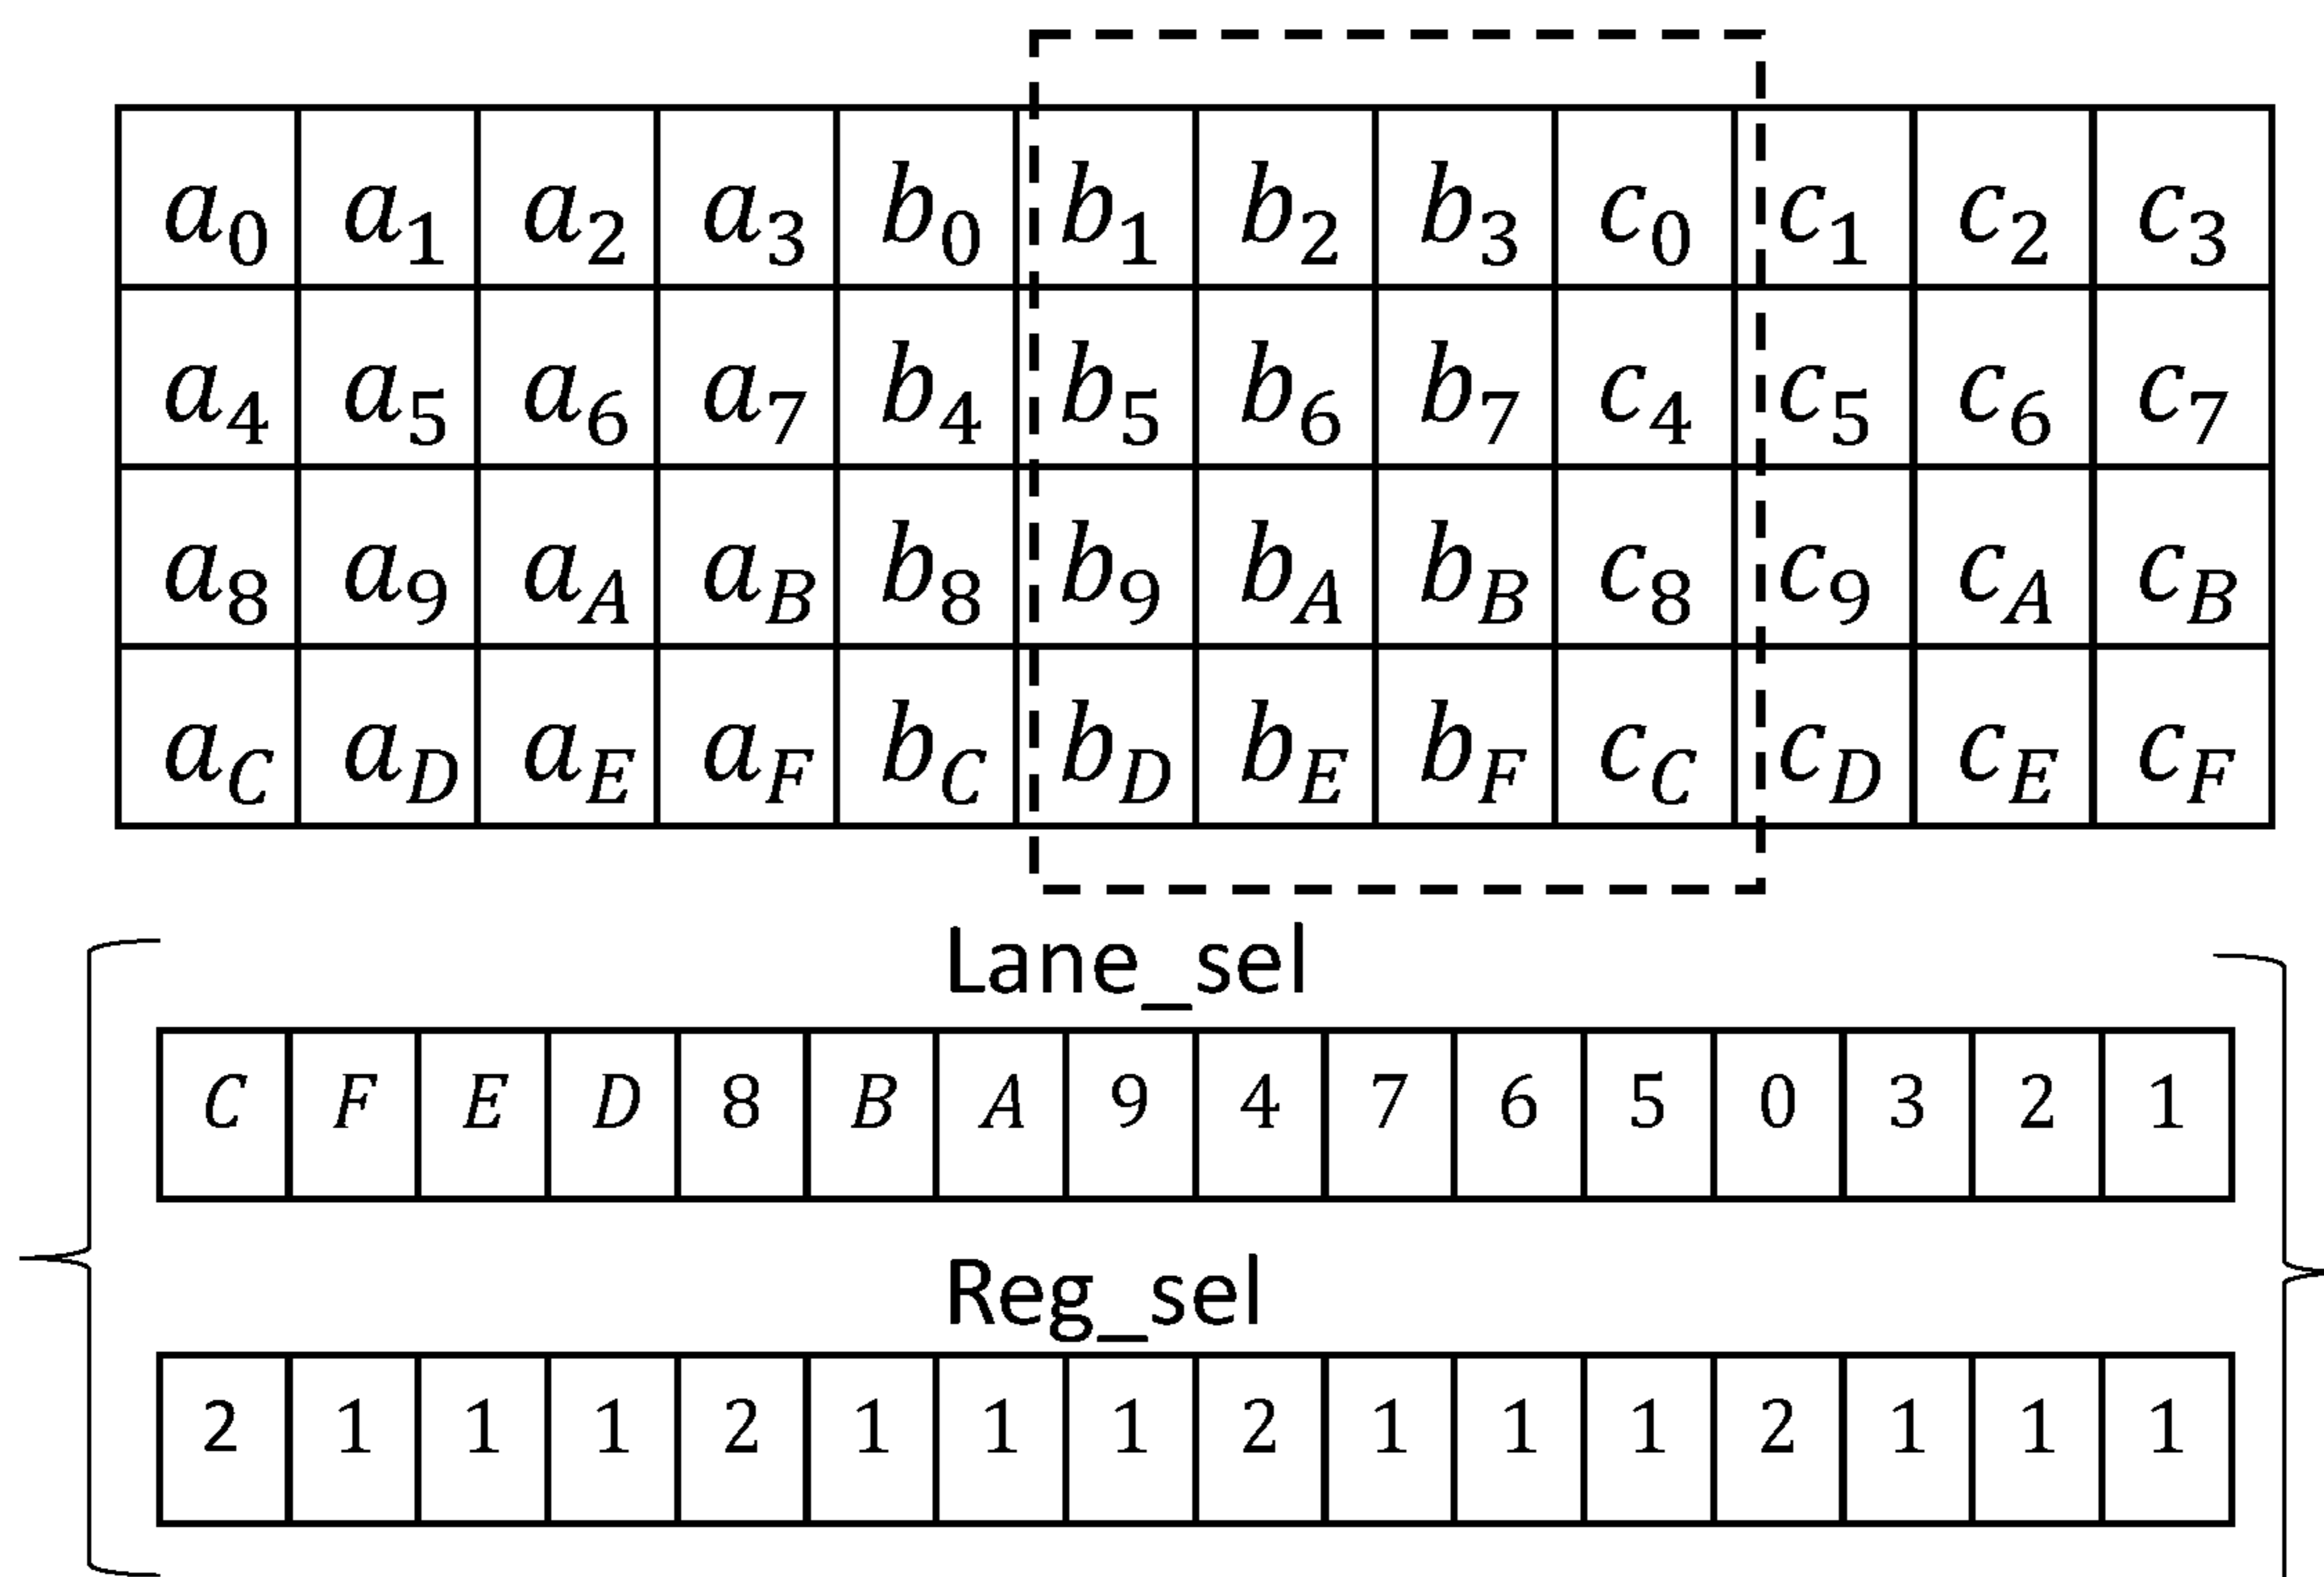 a0 a1 a2 a3 b0 b1 b2 b3 c0 c1 c2 c3
a4 a5 a6 a7 b4 b5 b6 b7 c4 c5 c6 c7
a8 a9 aA aB b8 b9 bA bB c8 c9 cA cB
aC aD aE aF bC bD bE bF cC cD cE cF
Lane_sel
C F E D 8 B A 9 4 7 6 5 0 3 2 1
Reg_sel
2 1 1 1 2 1 1 1 2 1 1 1 2 1 1 1